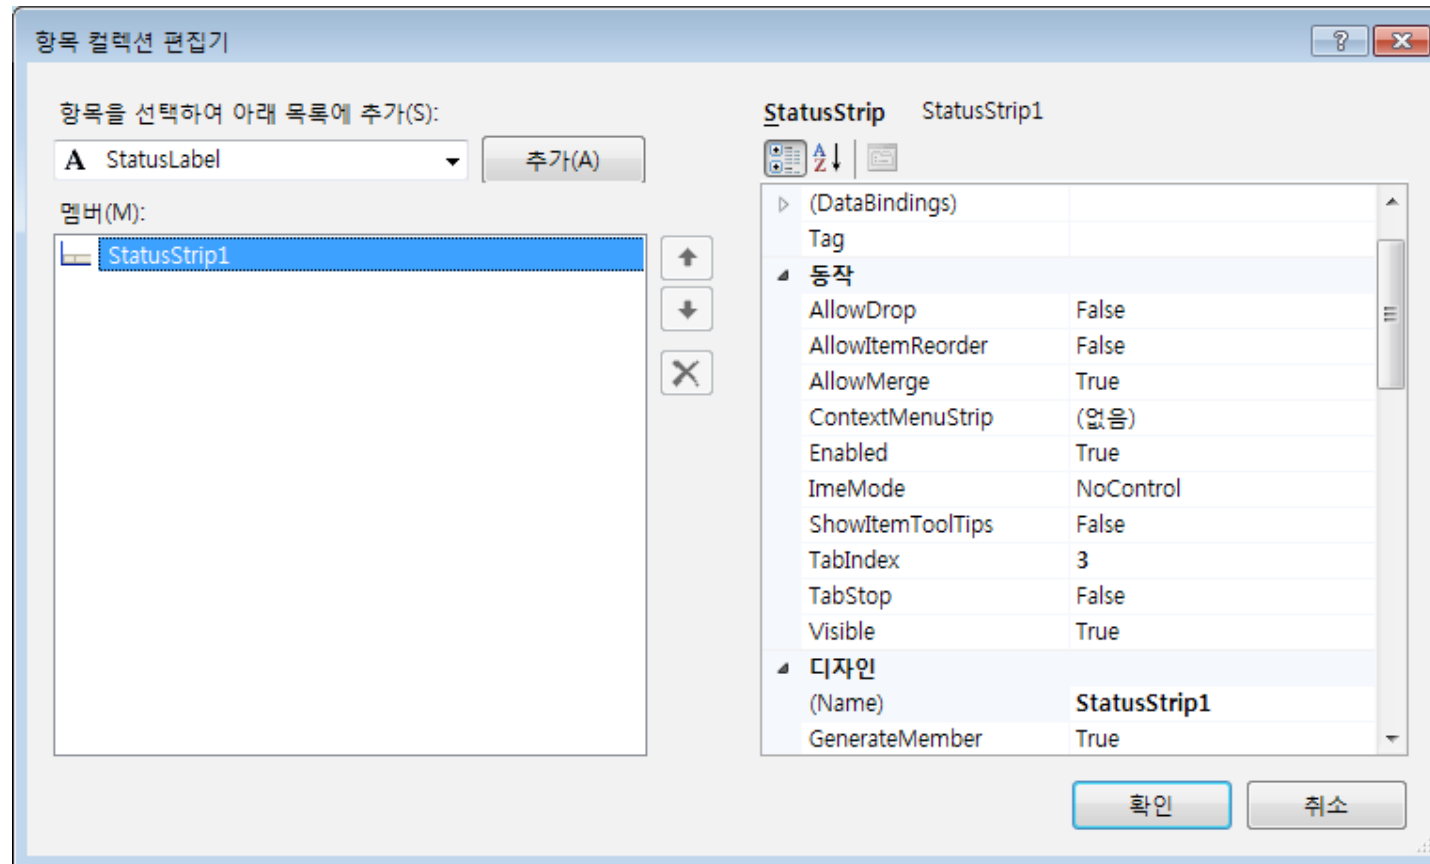 항목 컬렉션 편집기
항목을 선택하여 아래 목록에 추가(S):
A StatusLabel
추가(A)
멤버(M):
StatusStrip1
StatusStrip StatusStrip1
(DataBindings)
Tag
동작
AllowDrop False
AllowItemReorder False
AllowMerge True
ContextMenuStrip (없음)
Enabled True
ImeMode NoControl
ShowItemToolTips False
TabIndex 3
TabStop False
Visible True
디자인
(Name) StatusStrip1
GenerateMember True
확인
취소